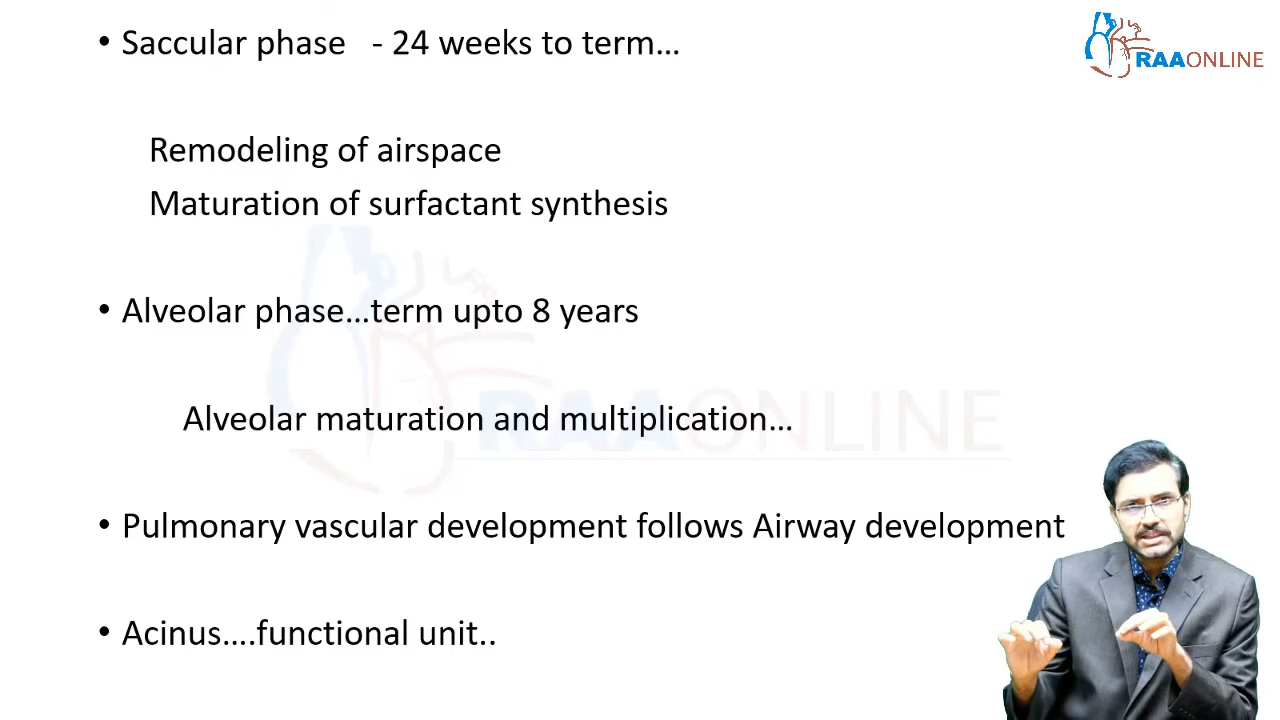 • Saccular phase - 24 weeks to term...
RAAONLINE
Remodeling of airspace
Maturation of surfactant synthesis
• Alveolar phase...term upto 8 years
Alveolar maturation and multiplication...
RAAONLINE
• Pulmonary vascular development follows Airway development
• Acinus....functional unit..